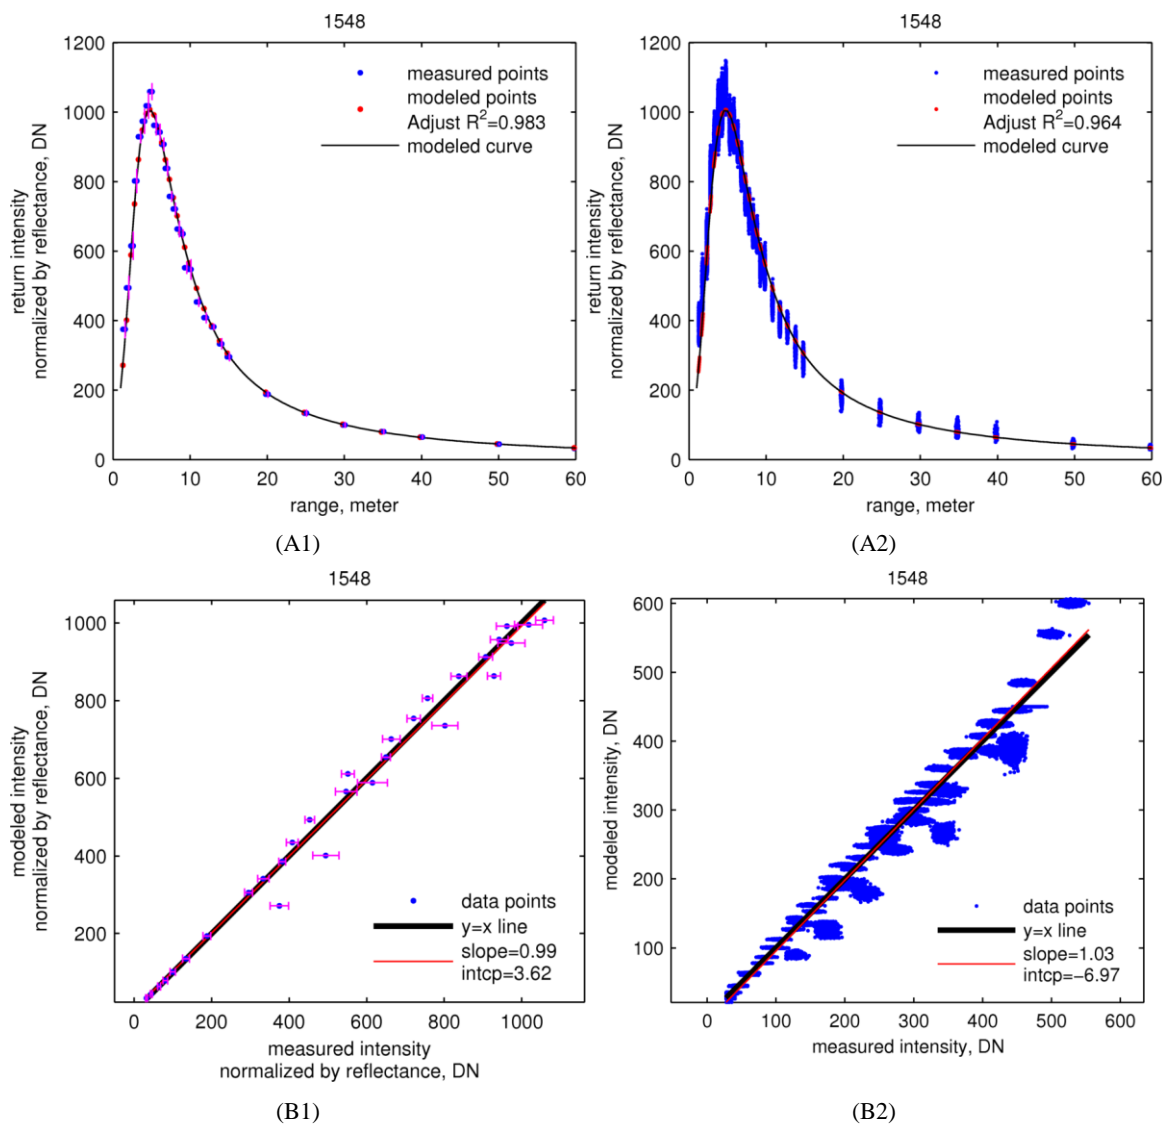 1548
1200
1000
800
600
400
200
0
return intensity
normalized by reflectance, DN
measured points
modeled points
Adjust R²=0.983
modeled curve
0 10 20 30 40 50 60
range, meter
(A1)
1548
1200
1000
800
600
400
200
0
return intensity
normalized by reflectance, DN
measured points
modeled points
Adjust R²=0.964
modeled curve
0 10 20 30 40 50 60
range, meter
(A2)
1548
1000
800
600
400
200
modeled intensity
normalized by reflectance, DN
data points
y=x line
slope=0.99
intcp=3.62
0 200 400 600 800 1000
measured intensity
normalized by reflectance, DN
(B1)
1548
600
500
400
300
200
100
modeled intensity, DN
data points
y=x line
slope=1.03
intcp=−6.97
0 100 200 300 400 500 600
measured intensity, DN
(B2)